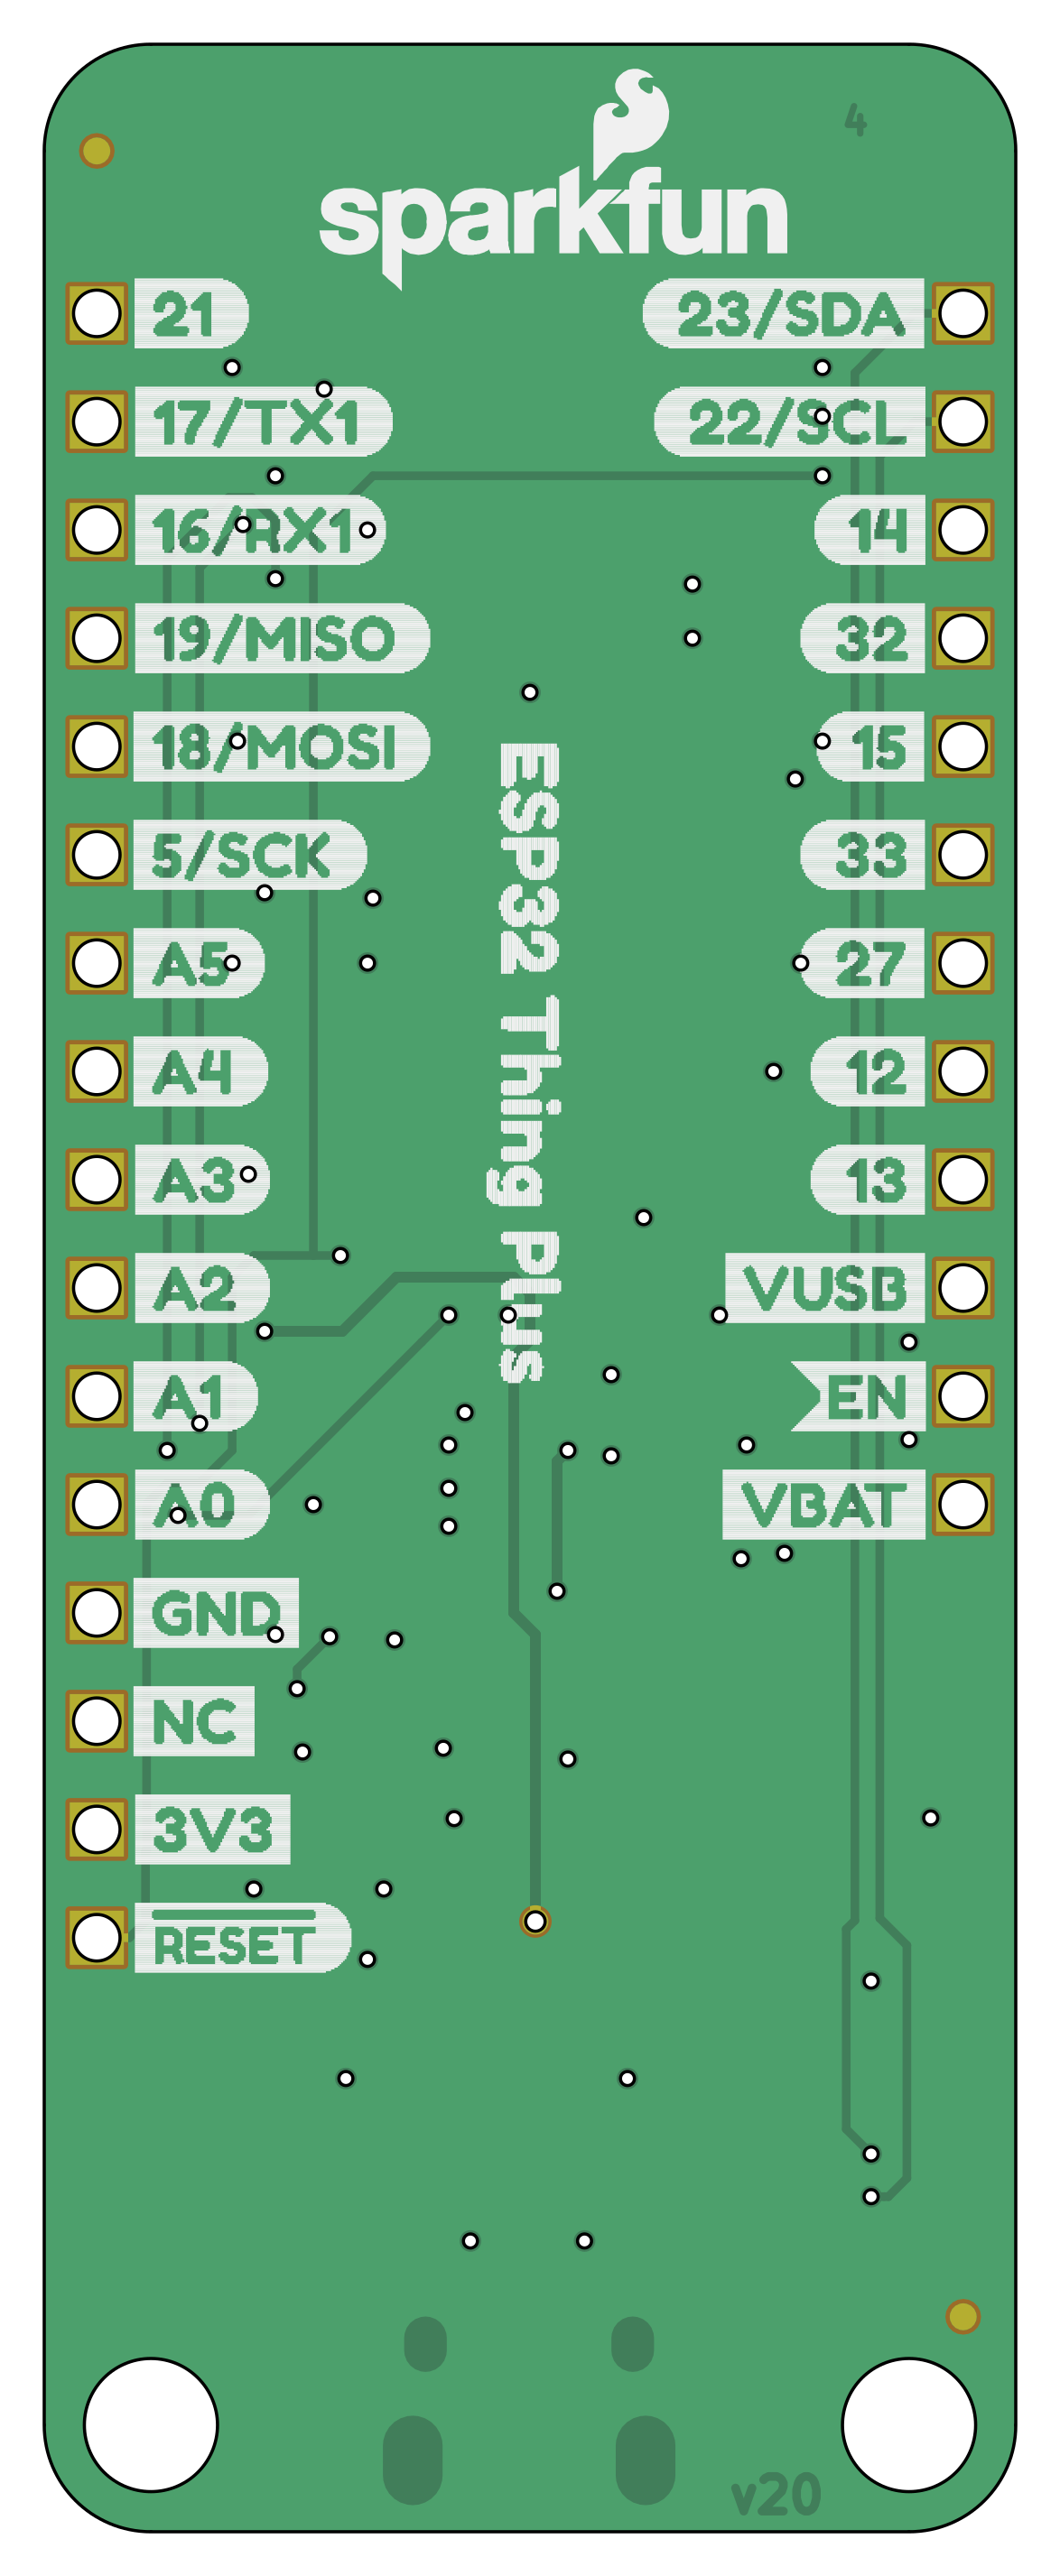 4
sparkfun
21
23/SDA
17/TX1
22/SCL
16/RX1
14
19/MISO
32
18/MOSI
15
5/SCK
33
A5
27
A4
12
A3
13
ESP32 Thing Plus
A2
VUSB
A1
EN
A0
VBAT
GND
NC
3V3
RESET
v20